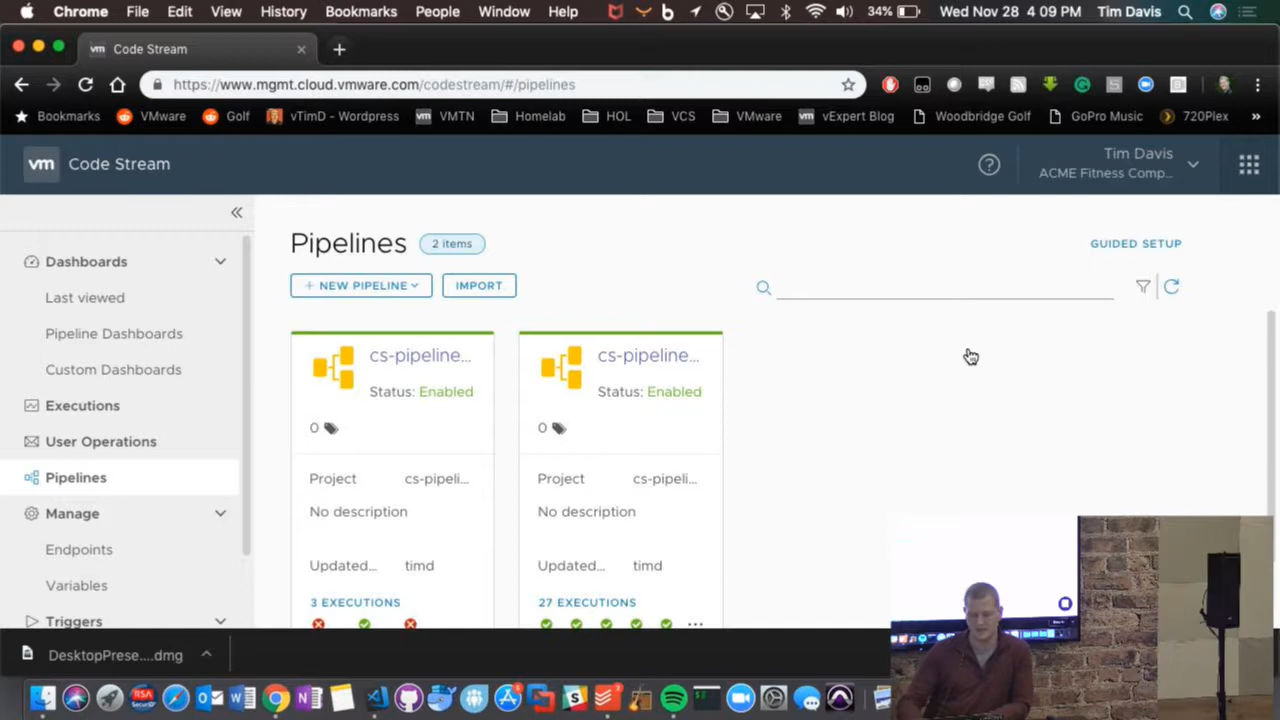 Chrome File Edit View History Bookmarks People Window Help 34% Wed Nov 28 4:09 PM Tim Davis
vm Code Stream
https://www.mgmt.cloud.vmware.com/codestream/#/pipelines
Bookmarks VMware Golf vTimD - Wordpress vm VMTN Homelab HOL VCS VMware vm vExpert Blog Woodbridge Golf GoPro Music 720Plex »
vm Code Stream
Tim Davis
ACME Fitness Comp...
Dashboards
Last viewed
Pipeline Dashboards
Custom Dashboards
Executions
User Operations
Pipelines
Manage
Endpoints
Variables
Triggers
Pipelines 2 items
GUIDED SETUP
+ NEW PIPELINE
IMPORT
cs-pipeline...
Status: Enabled
0
Project cs-pipeli...
No description
Updated... timd
3 EXECUTIONS
cs-pipeline...
Status: Enabled
0
Project cs-pipeli...
No description
Updated... timd
27 EXECUTIONS
...
DesktopPrese....dmg
RSA